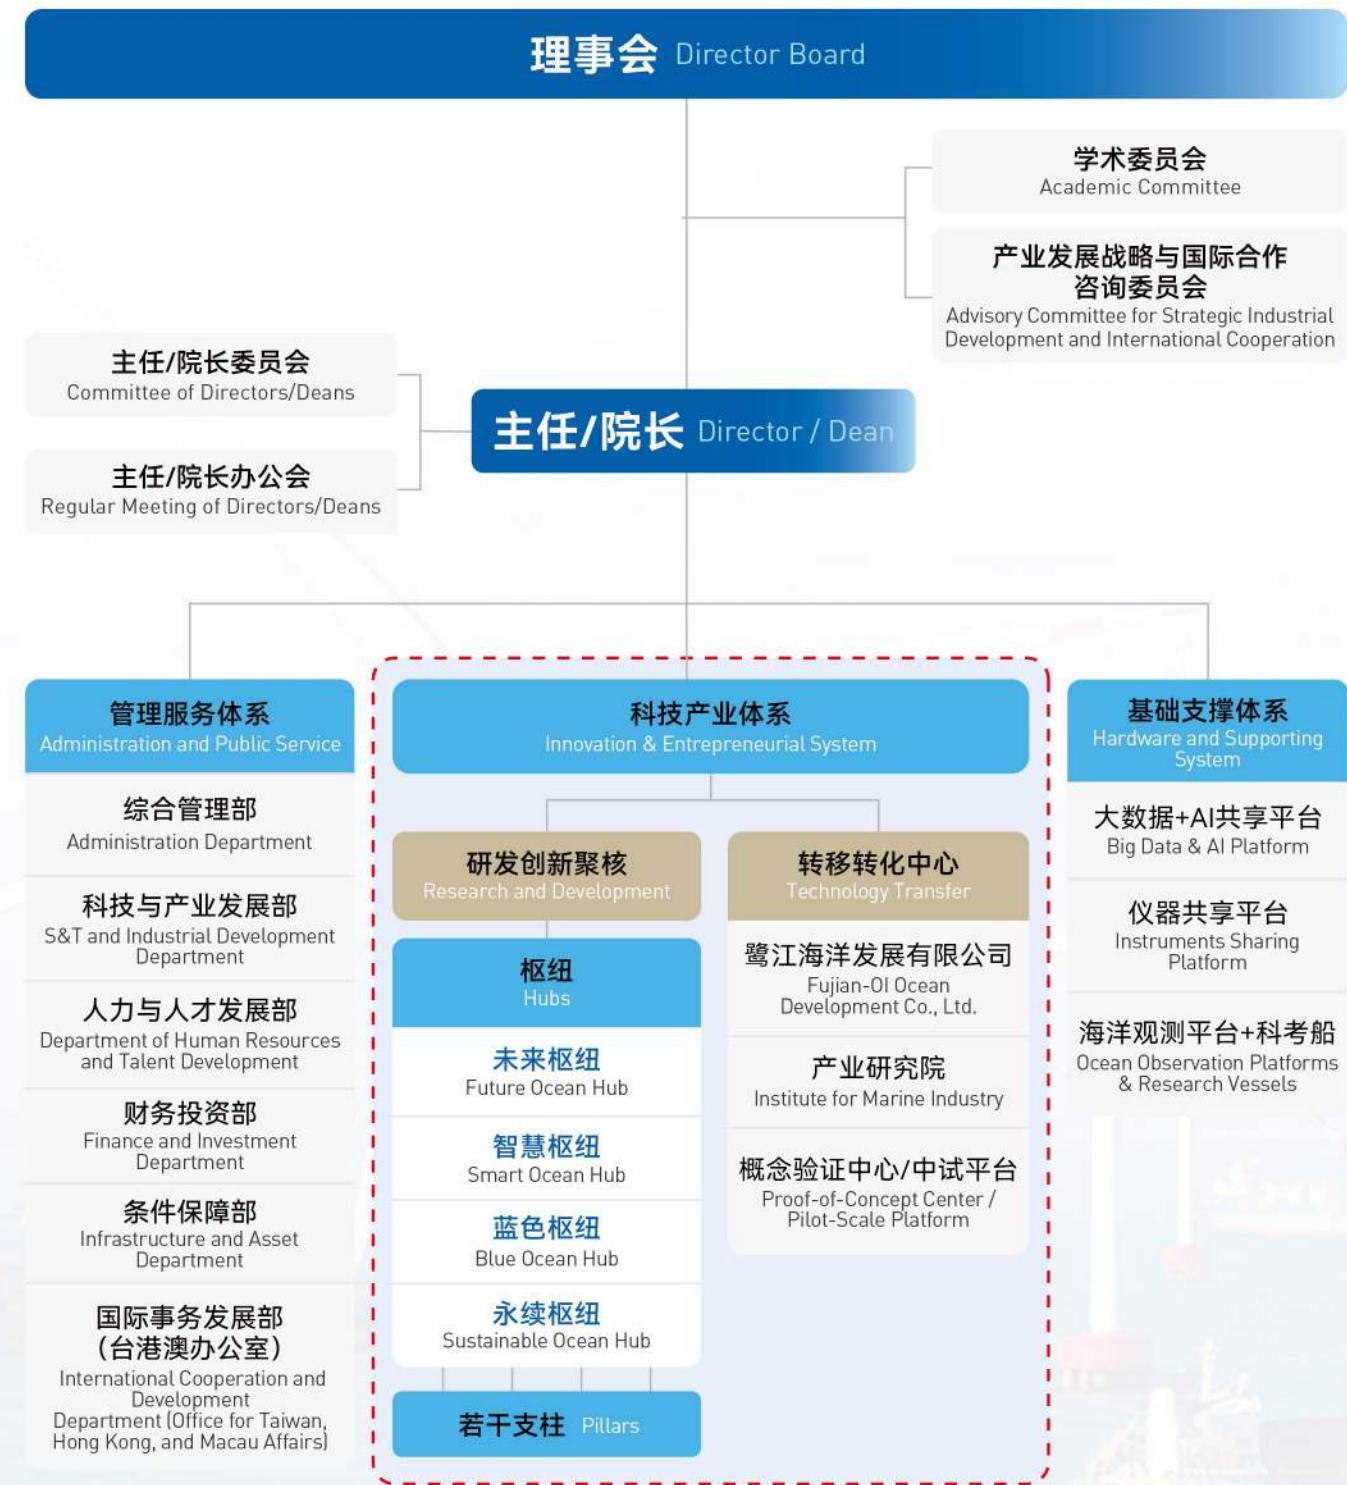 理事会 Director Board
学术委员会
Academic Committee
产业发展战略与国际合作
咨询委员会
Advisory Committee for Strategic Industrial
Development and International Cooperation
主任/院长委员会
Committee of Directors/Deans
主任/院长 Director / Dean
主任/院长办公会
Regular Meeting of Directors/Deans
管理服务体系
Administration and Public Service
综合管理部
Administration Department
科技与产业发展部
S&T and Industrial Development
Department
人力与人才发展部
Department of Human Resources
and Talent Development
财务投资部
Finance and Investment
Department
条件保障部
Infrastructure and Asset
Department
国际事务发展部
(台港澳办公室)
International Cooperation and
Development
Department (Office for Taiwan,
Hong Kong, and Macau Affairs)
科技产业体系
Innovation & Entrepreneurial System
研发创新聚核
Research and Development
枢纽
Hubs
未来枢纽
Future Ocean Hub
智慧枢纽
Smart Ocean Hub
蓝色枢纽
Blue Ocean Hub
永续枢纽
Sustainable Ocean Hub
若干支柱 Pillars
转移转化中心
Technology Transfer
鹭江海洋发展有限公司
Fujian-OI Ocean
Development Co., Ltd.
产业研究院
Institute for Marine Industry
概念验证中心/中试平台
Proof-of-Concept Center /
Pilot-Scale Platform
基础支撑体系
Hardware and Supporting
System
大数据+AI共享平台
Big Data & AI Platform
仪器共享平台
Instruments Sharing
Platform
海洋观测平台+科考船
Ocean Observation Platforms
& Research Vessels